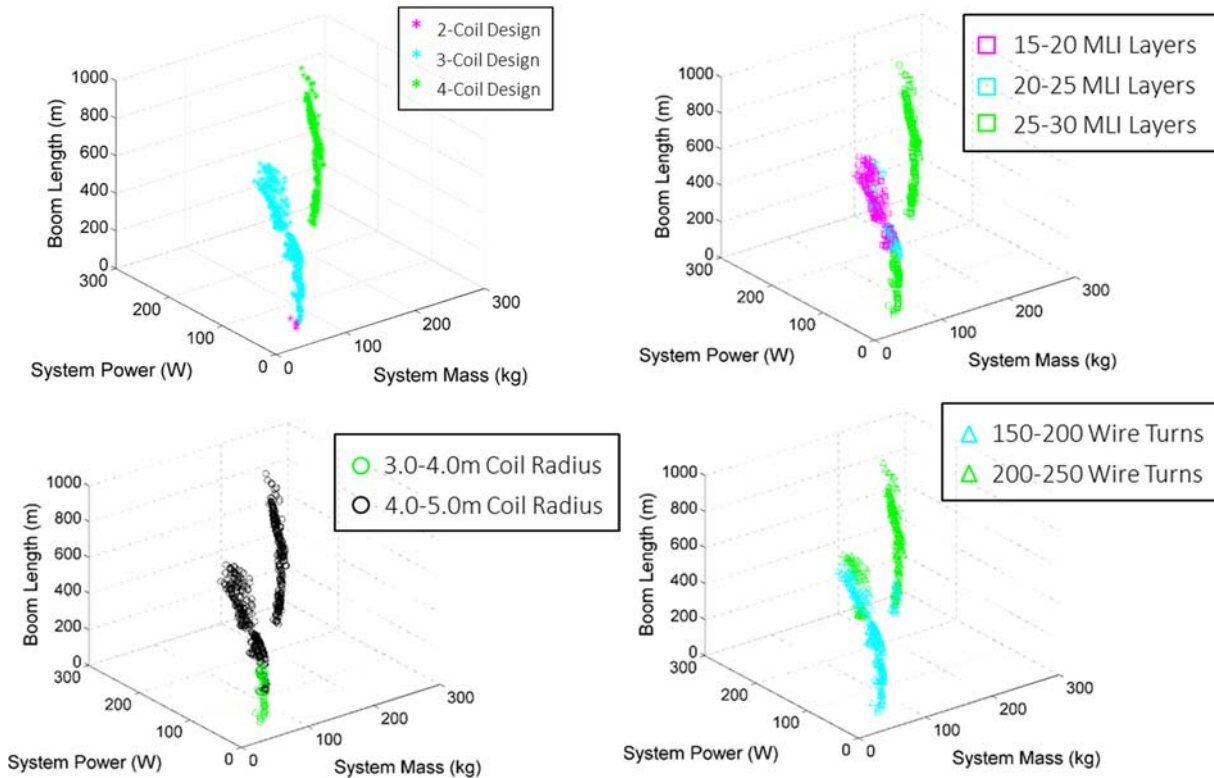 2-Coil Design
3-Coil Design
4-Coil Design
1000
800
600
400
200
0
Boom Length (m)
300
200
100
0
System Power (W)
0
100
200
300
System Mass (kg)
15-20 MLI Layers
20-25 MLI Layers
25-30 MLI Layers
1000
800
600
400
200
0
Boom Length (m)
300
200
100
0
System Power (W)
0
100
200
300
System Mass (kg)
3.0-4.0m Coil Radius
4.0-5.0m Coil Radius
1000
800
600
400
200
0
Boom Length (m)
300
200
100
0
System Power (W)
0
100
200
300
System Mass (kg)
150-200 Wire Turns
200-250 Wire Turns
1000
800
600
400
200
0
Boom Length (m)
300
200
100
0
System Power (W)
0
100
200
300
System Mass (kg)